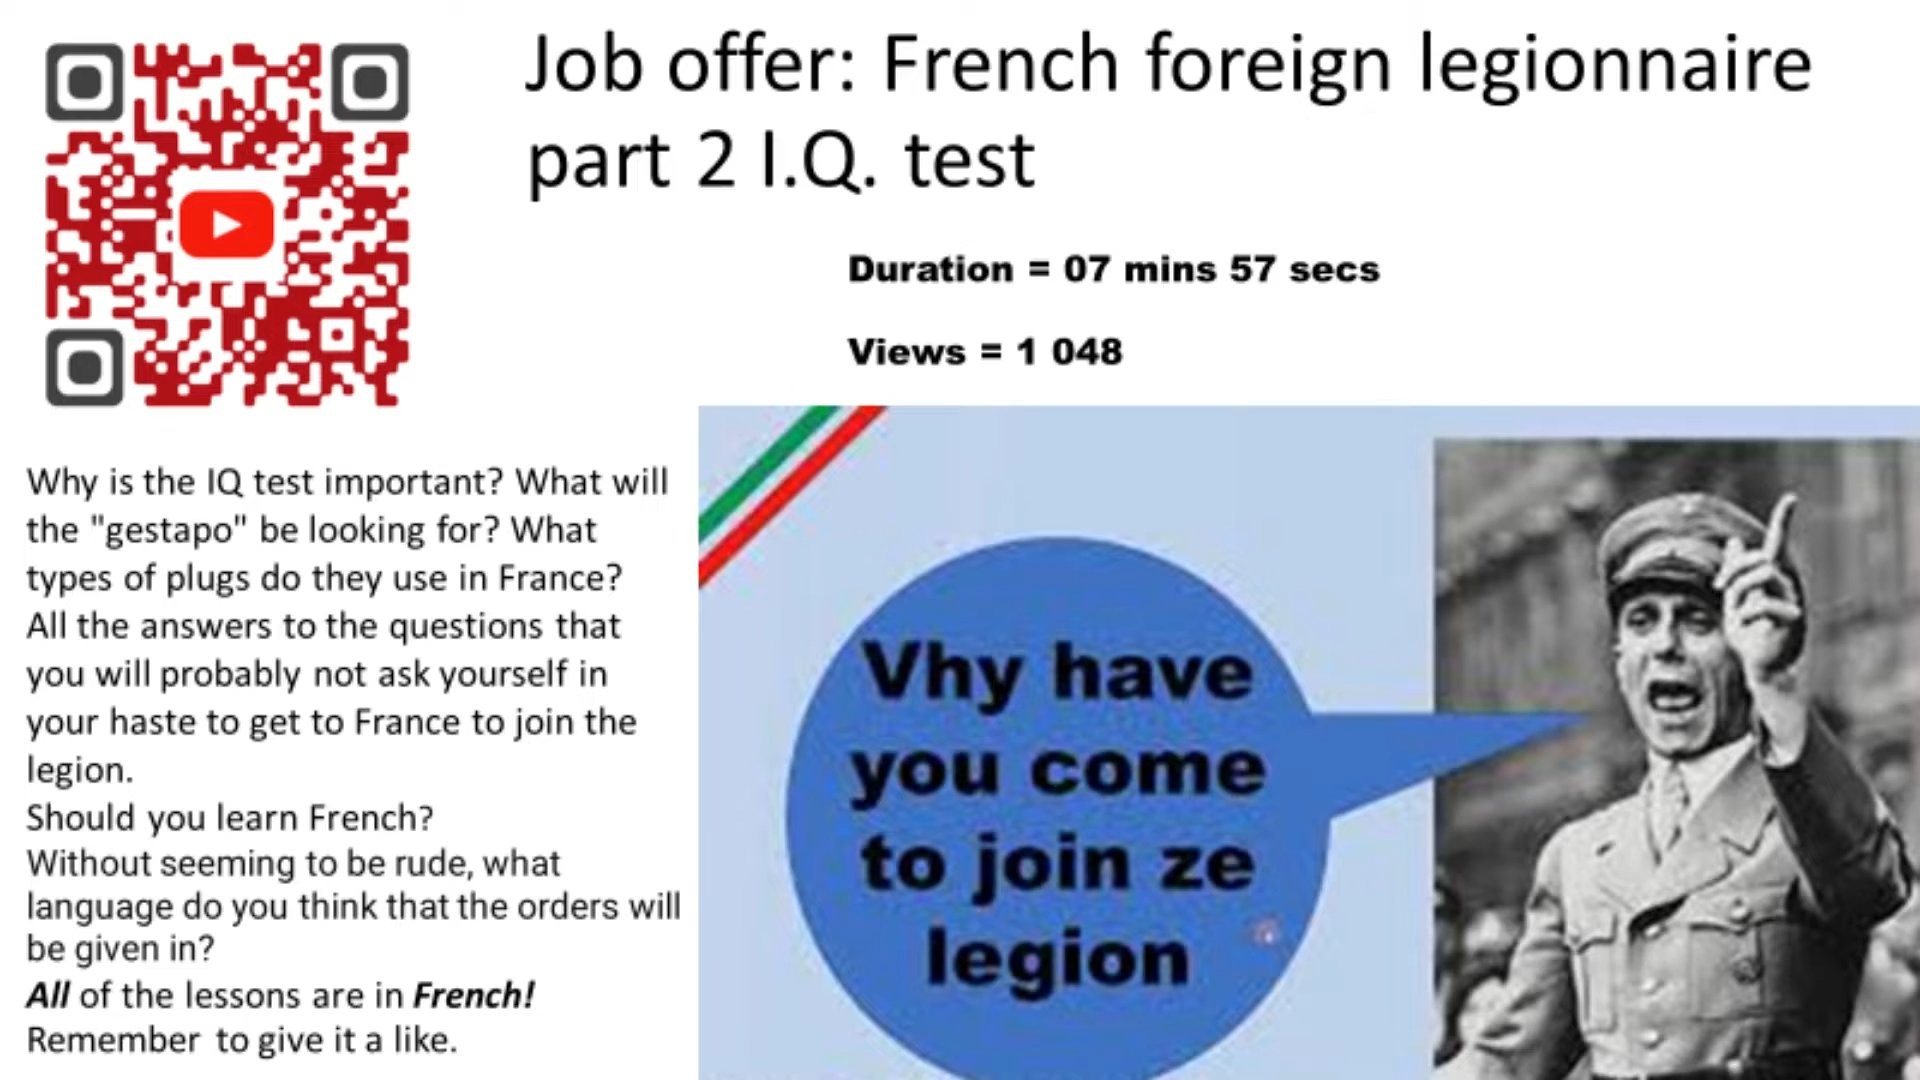 Job offer: French foreign legionnaire
part 2 I.Q. test
Duration = 07 mins 57 secs
Views = 1 048
Why is the IQ test important? What will
the "gestapo" be looking for? What
types of plugs do they use in France?
All the answers to the questions that
you will probably not ask yourself in
your haste to get to France to join the
legion.
Should you learn French?
Without seeming to be rude, what
language do you think that the orders will
be given in?
All of the lessons are in French!
Remember to give it a like.
Vhy have
you come
to join ze
legion